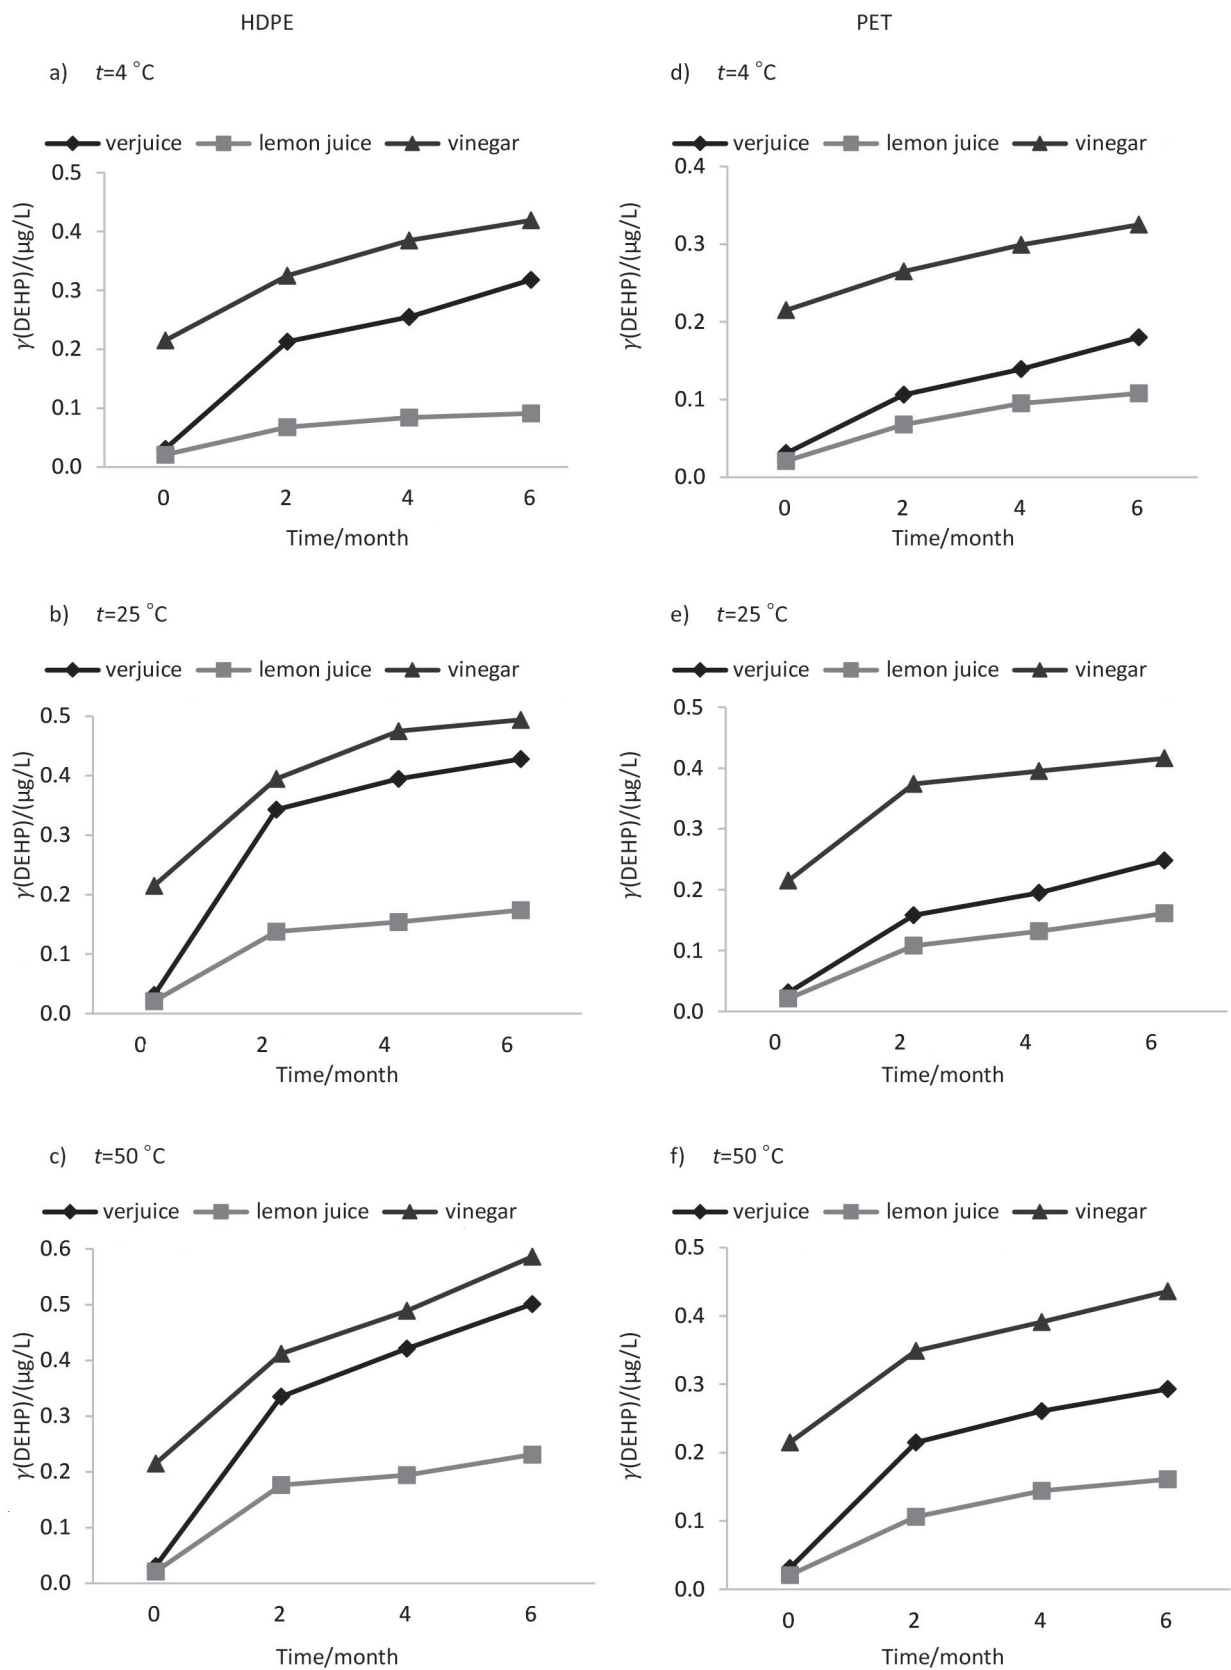 HDPE
PET
a) t=4 °C
d) t=4 °C
verjuice lemon juice vinegar
verjuice lemon juice vinegar
γ(DEHP)/(μg/L)
0.5
0.4
0.3
0.2
0.1
0.0
0 2 4 6
Time/month
γ(DEHP)/(μg/L)
0.4
0.3
0.2
0.1
0.0
0 2 4 6
Time/month
b) t=25 °C
e) t=25 °C
verjuice lemon juice vinegar
verjuice lemon juice vinegar
γ(DEHP)/(μg/L)
0.5
0.4
0.3
0.2
0.1
0.0
0 2 4 6
Time/month
γ(DEHP)/(μg/L)
0.5
0.4
0.3
0.2
0.1
0.0
0 2 4 6
Time/month
c) t=50 °C
f) t=50 °C
verjuice lemon juice vinegar
verjuice lemon juice vinegar
γ(DEHP)/(μg/L)
0.6
0.5
0.4
0.3
0.2
0.1
0.0
0 2 4 6
Time/month
γ(DEHP)/(μg/L)
0.5
0.4
0.3
0.2
0.1
0.0
0 2 4 6
Time/month